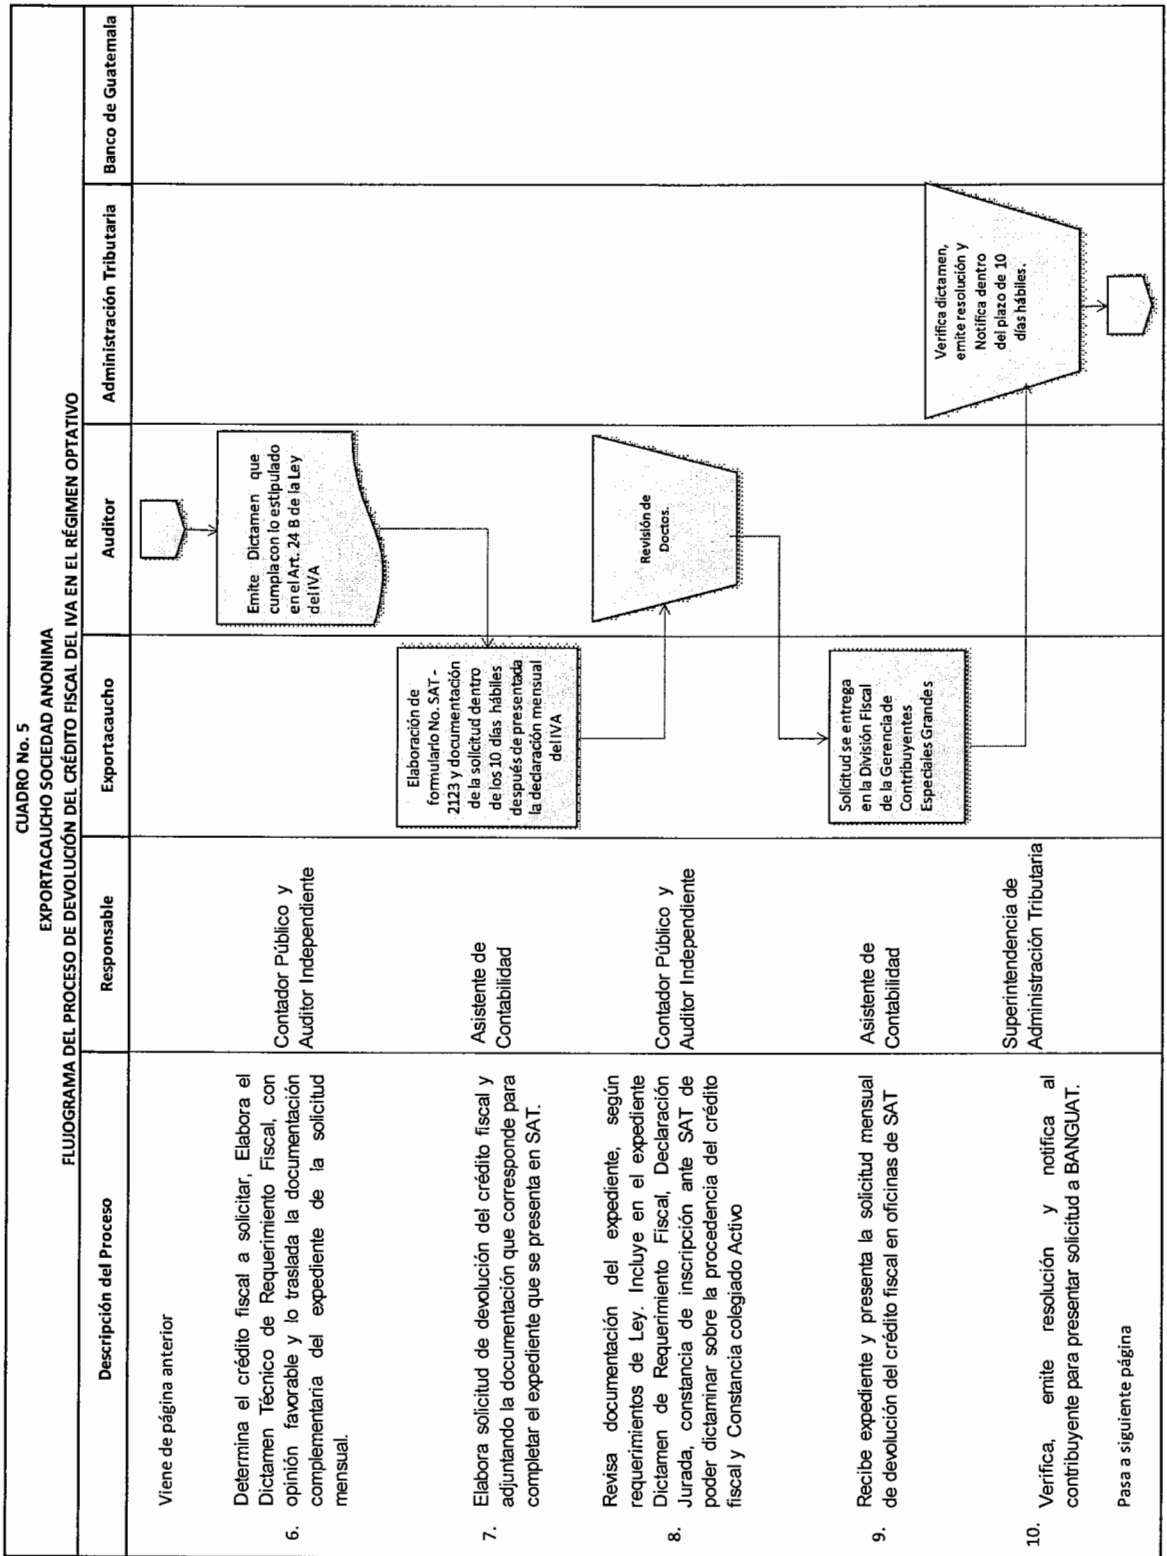 CUADRO No. 5
EXPORTACAUCHO SOCIEDAD ANONIMA
FLUJOGRAMA DEL PROCESO DE DEVOLUCIÓN DEL CRÉDITO FISCAL DEL IVA EN EL RÉGIMEN OPTATIVO
Descripción del Proceso
Responsable
Exportacaucho
Auditor
Administración Tributaria
Banco de Guatemala
Viene de página anterior
6.
Determina el crédito fiscal a solicitar, Elabora el
Dictamen Técnico de Requerimiento Fiscal, con
opinión favorable y lo traslada la documentación
complementaria del expediente de la solicitud
mensual.
Contador Público y
Auditor Independiente
Emite Dictamen que
cumpla con lo estipulado
en el Art. 24 B de la Ley
del IVA
7.
Elabora solicitud de devolución del crédito fiscal y
adjuntando la documentación que corresponde para
completar el expediente que se presenta en SAT.
Asistente de
Contabilidad
Elaboración de
formulario No. SAT-
2123 y documentación
de la solicitud dentro
de los 10 días hábiles
después de presentada
la declaración mensual
del IVA
8.
Revisa documentación del expediente, según
requerimientos de Ley. Incluye en el expediente
Dictamen de Requerimiento Fiscal, Declaración
Jurada, constancia de inscripción ante SAT de
poder dictaminar sobre la procedencia del crédito
fiscal y Constancia colegiado Activo
Contador Público y
Auditor Independiente
Revisión de
Doctos.
9.
Recibe expediente y presenta la solicitud mensual
de devolución del crédito fiscal en oficinas de SAT
Asistente de
Contabilidad
Solicitud se entrega
en la División Fiscal
de la Gerencia de
Contribuyentes
Especiales Grandes
10.
Verifica, emite resolución y notifica al
contribuyente para presentar solicitud a BANGUAT.
Superintendencia de
Administración Tributaria
Verifica dictamen,
emite resolución y
Notifica dentro
del plazo de 10
días hábiles.
Pasa a siguiente página